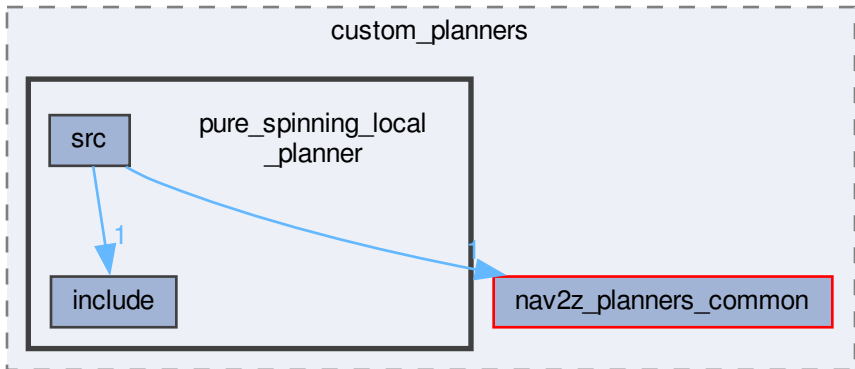 custom_planners
pure_spinning_local
_planner
src
1
1
include
nav2z_planners_common